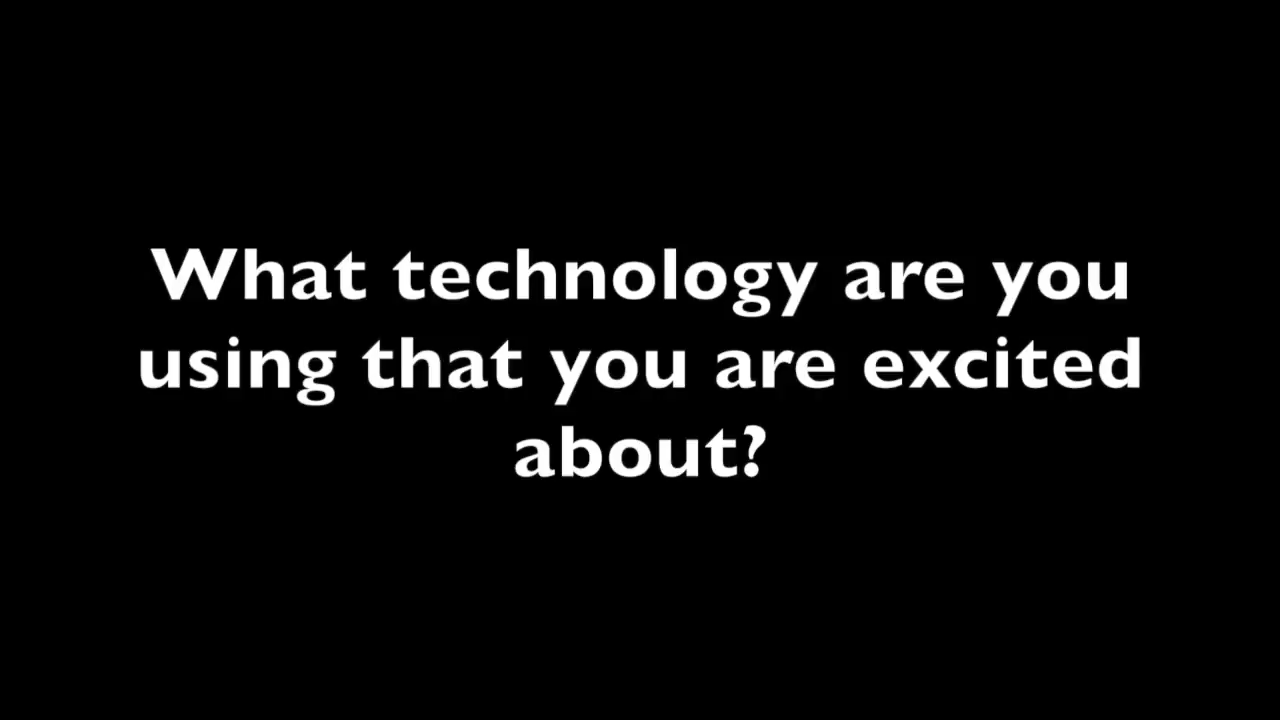 What technology are you
using that you are excited
about?